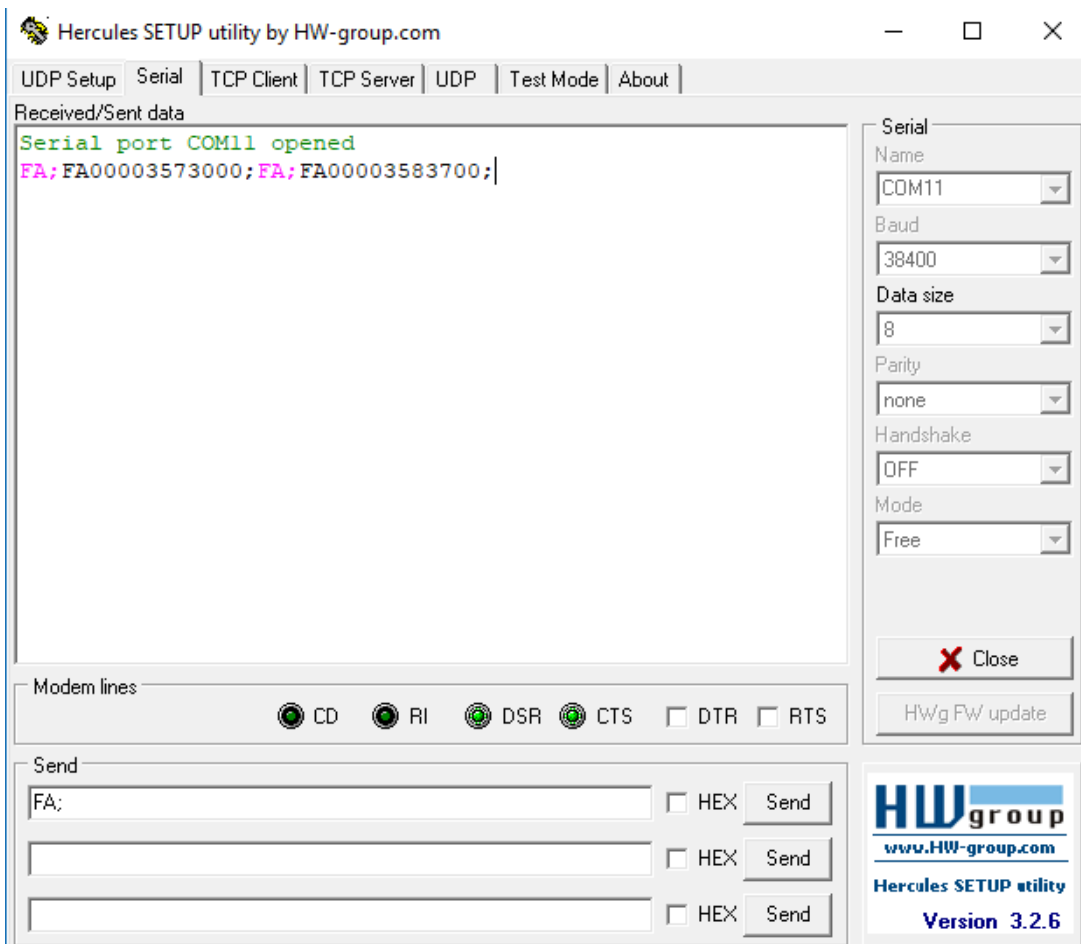 Hercules SETUP utility by HW-group.com
UDP Setup Serial TCP Client TCP Server UDP Test Mode About
Received/Sent data
Serial port COM11 opened
FA;FA00003573000;FA;FA00003583700;
Serial
Name
COM11
Baud
38400
Data size
8
Parity
none
Handshake
OFF
Mode
Free
Close
HWg FW update
Modem lines
CD RI DSR CTS DTR RTS
Send
FA; HEX Send
HEX Send
HEX Send
HW group
www.HW-group.com
Hercules SETUP utility
Version 3.2.6